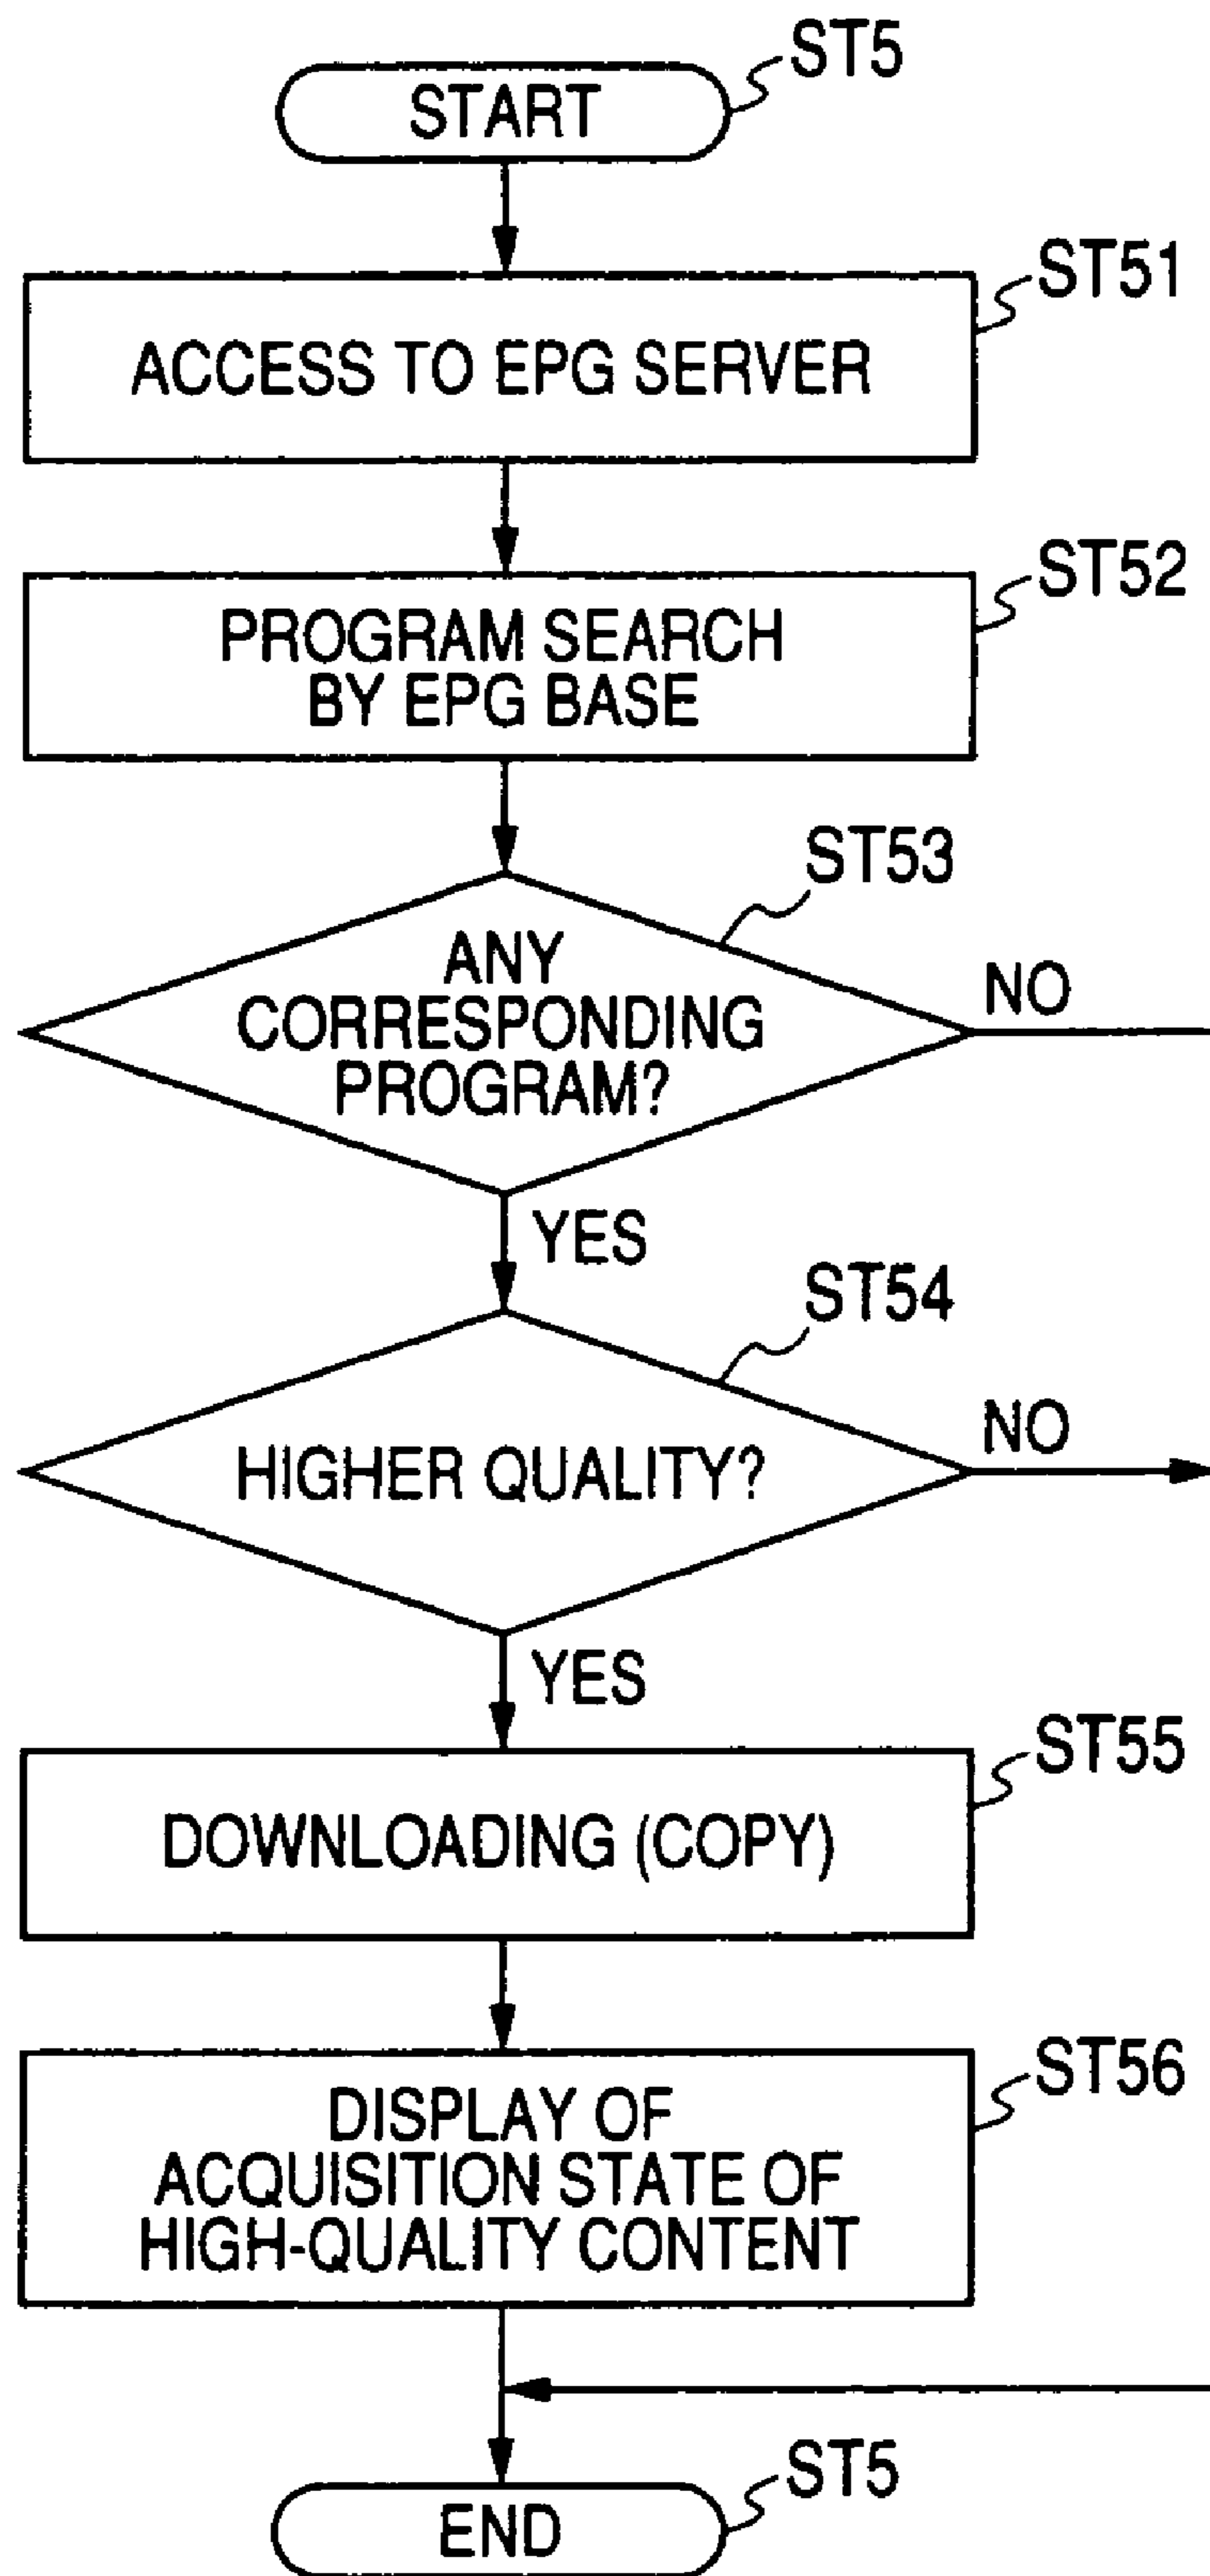 ST5
START
ST51
ACCESS TO EPG SERVER
ST52
PROGRAM SEARCH
BY EPG BASE
ST53
ANY
CORRESPONDING
PROGRAM?
NO
YES
ST54
HIGHER QUALITY?
NO
YES
ST55
DOWNLOADING (COPY)
ST56
DISPLAY OF
ACQUISITION STATE OF
HIGH-QUALITY CONTENT
ST5
END